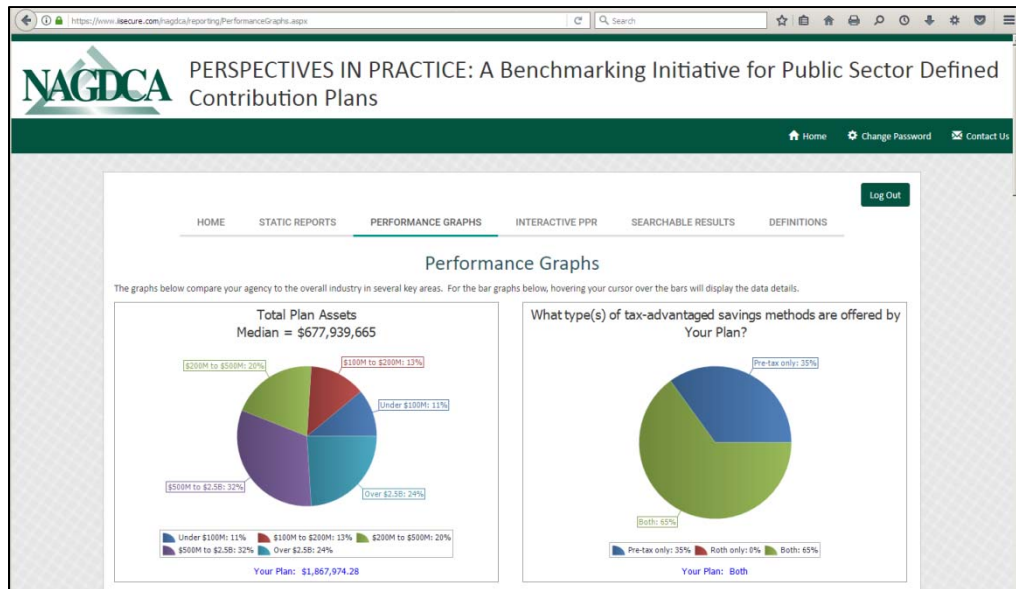 https://www.iisecure.com/nagdca/reporting/PerformanceGraphs.aspx
Search
NAGDCA
PERSPECTIVES IN PRACTICE: A Benchmarking Initiative for Public Sector Defined
Contribution Plans
Home Change Password Contact Us
Log Out
HOME STATIC REPORTS PERFORMANCE GRAPHS INTERACTIVE PPR SEARCHABLE RESULTS DEFINITIONS
Performance Graphs
The graphs below compare your agency to the overall industry in several key areas. For the bar graphs below, hovering your cursor over the bars will display the data details.
Total Plan Assets
Median = $677,939,665
$200M to $500M: 20%
$100M to $200M: 13%
Under $100M: 11%
$500M to $2.5B: 32%
Over $2.5B: 24%
Under $100M: 11% $100M to $200M: 13% $200M to $500M: 20%
$500M to $2.5B: 32% Over $2.5B: 24%
Your Plan: $1,867,974.28
What type(s) of tax-advantaged savings methods are offered by
Your Plan?
Pre-tax only: 35%
Both: 65%
Pre-tax only: 35% Roth only: 0% Both: 65%
Your Plan: Both